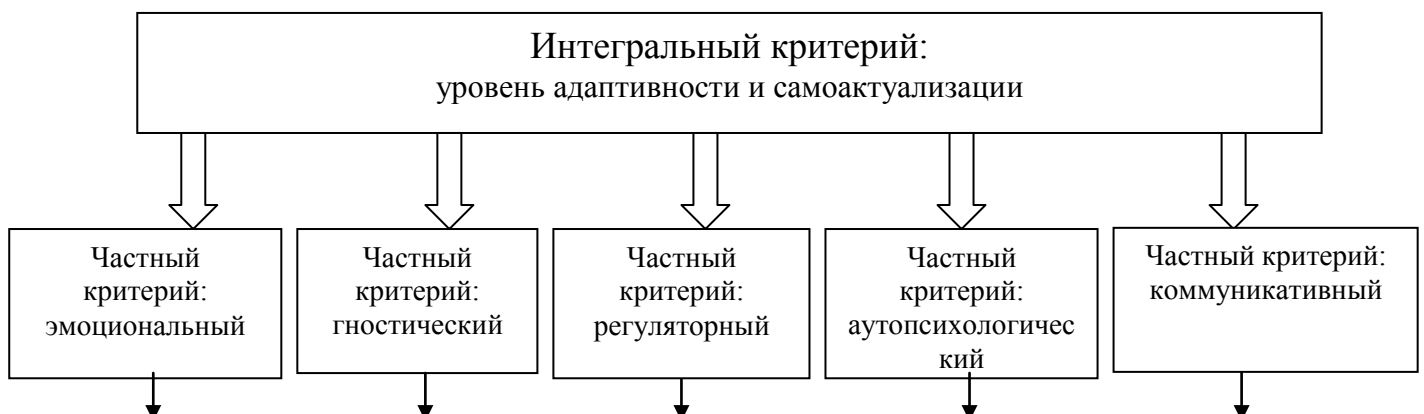 Интегральный критерий:
уровень адаптивности и самоактуализации
Частный
критерий:
эмоциональный
Частный
критерий:
гностический
Частный
критерий:
регуляторный
Частный
критерий:
аутопсихологичес
кий
Частный критерий:
коммуникативный